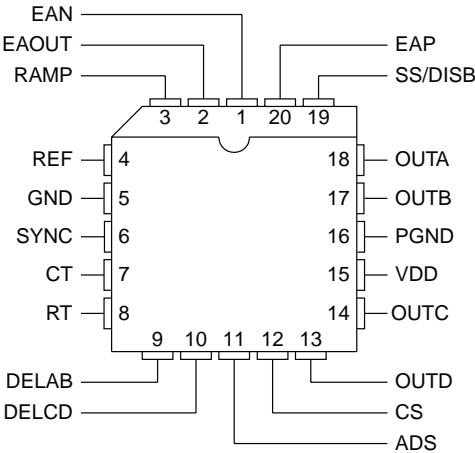 EAN
EAOUT EAP
RAMP SS/DISB
3 2 1 20 19
REF 4 18 OUTA
GND 5 17 OUTB
SYNC 6 16 PGND
CT 7 15 VDD
RT 8 14 OUTC
9 10 11 12 13
DELAB OUTD
DELCD CS
ADS